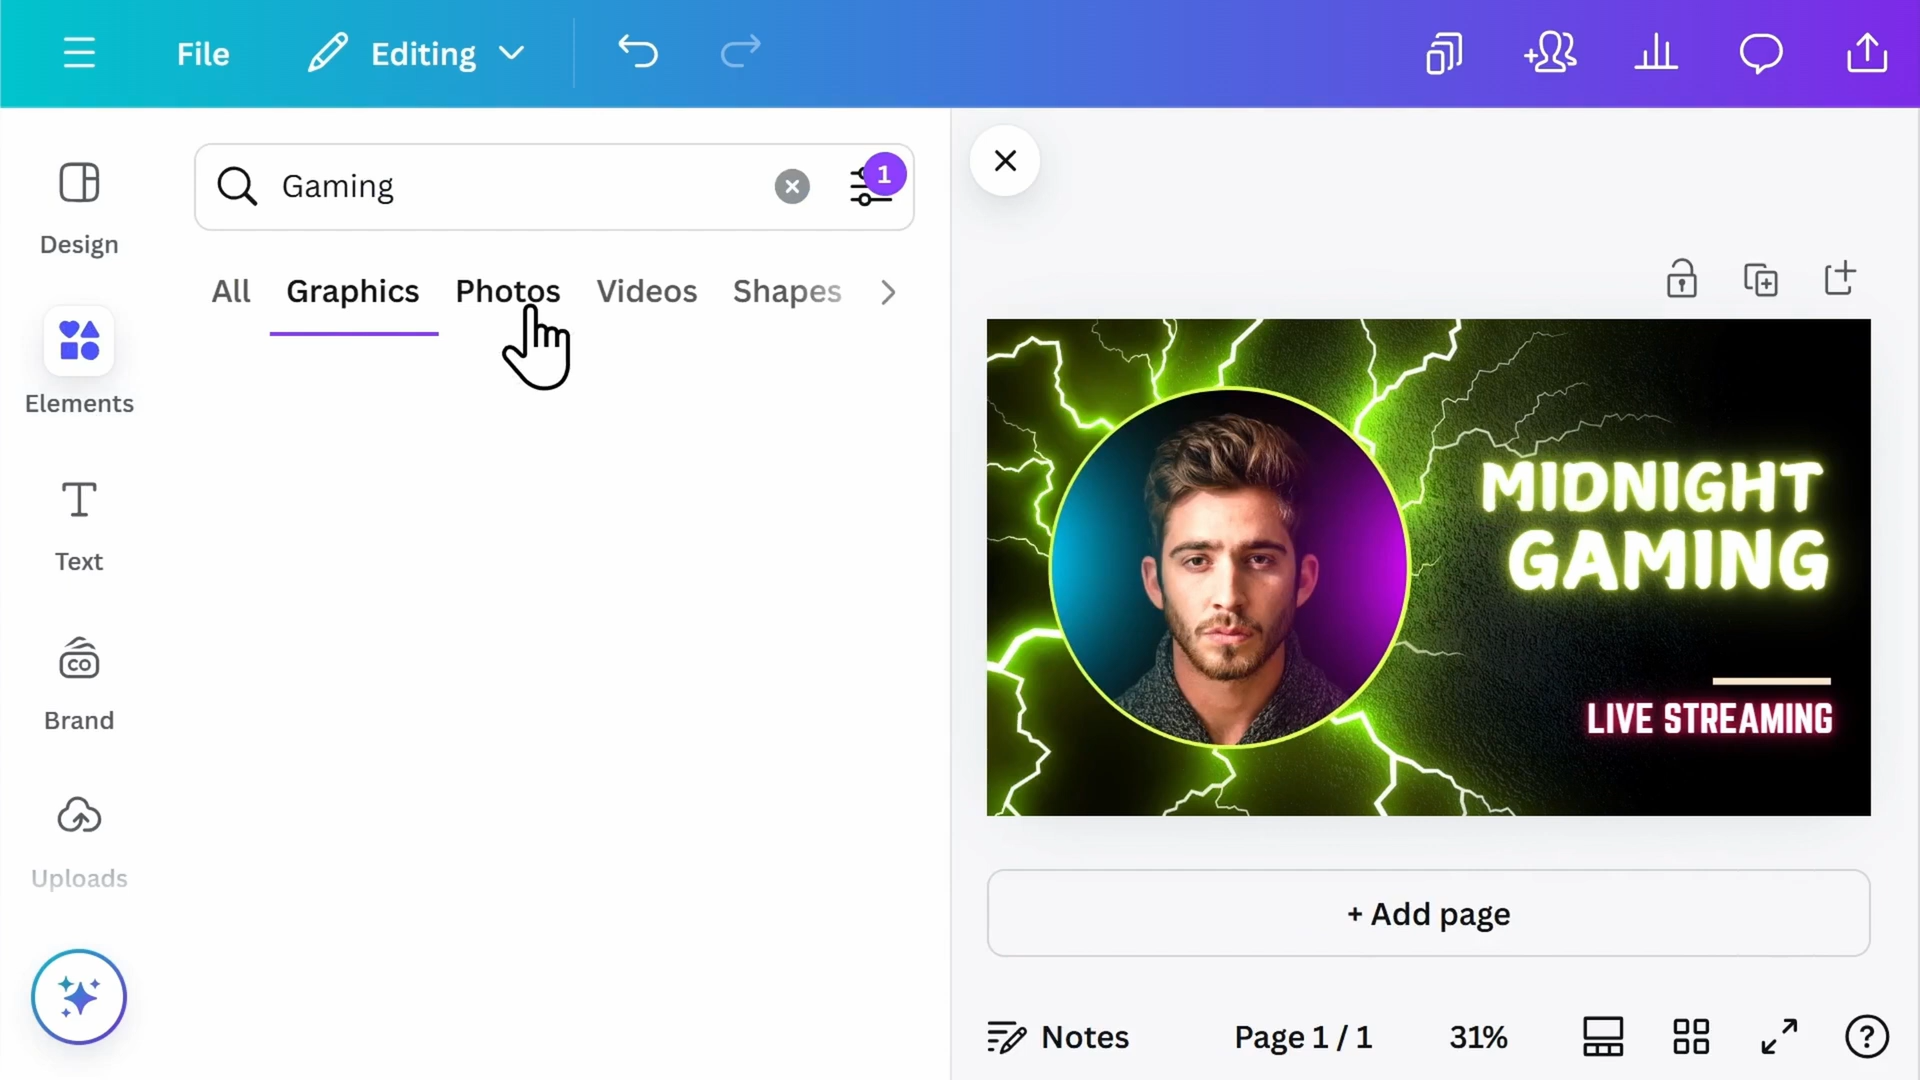 File
Editing
Gaming
1
All
Graphics
Photos
Videos
Shapes
Design
Elements
Text
CO
Brand
Uploads
MIDNIGHT
GAMING
LIVE STREAMING
+ Add page
Notes
Page 1 / 1
31%
?